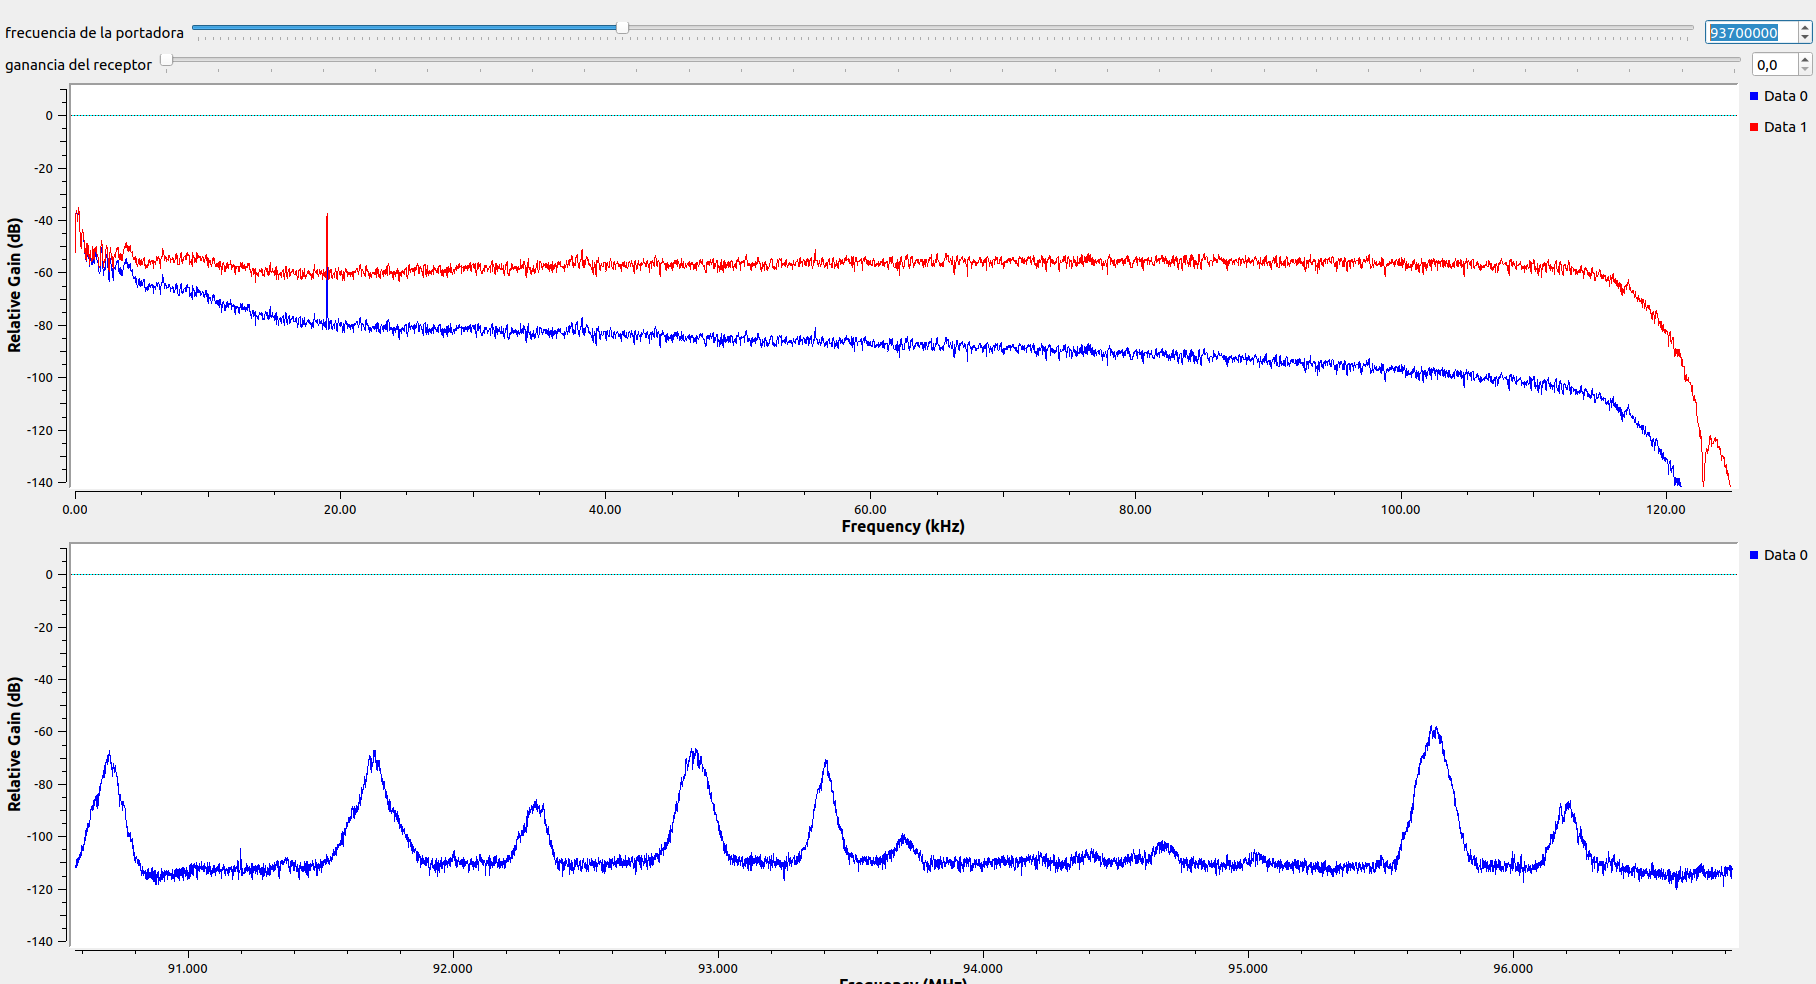 frecuencia de la portadora
93700000
ganancia del receptor
0,0
Data 0
Data 1
Relative Gain (dB)
0
-20
-40
-60
-80
-100
-120
-140
0.00 20.00 40.00 60.00 80.00 100.00 120.00
Frequency (kHz)
Data 0
Relative Gain (dB)
0
-20
-40
-60
-80
-100
-120
-140
91.000 92.000 93.000 94.000 95.000 96.000
Frequency (MHz)